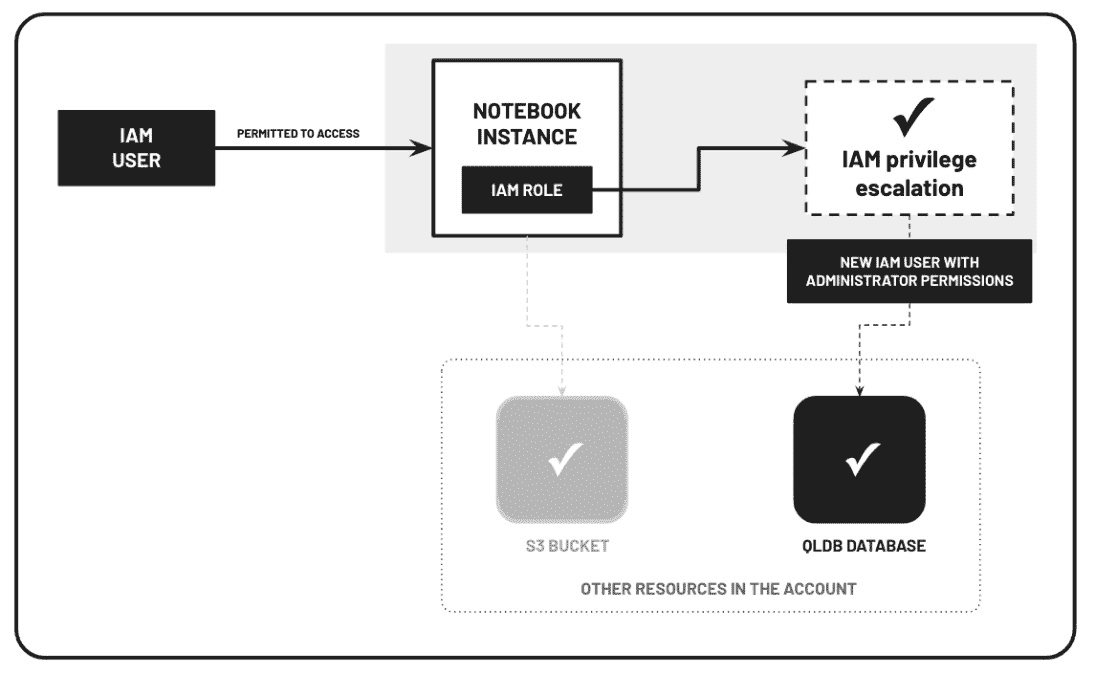 IAM
USER
PERMITTED TO ACCESS
NOTEBOOK
INSTANCE
IAM ROLE
IAM privilege
escalation
NEW IAM USER WITH
ADMINISTRATOR PERMISSIONS
S3 BUCKET
QLDB DATABASE
OTHER RESOURCES IN THE ACCOUNT